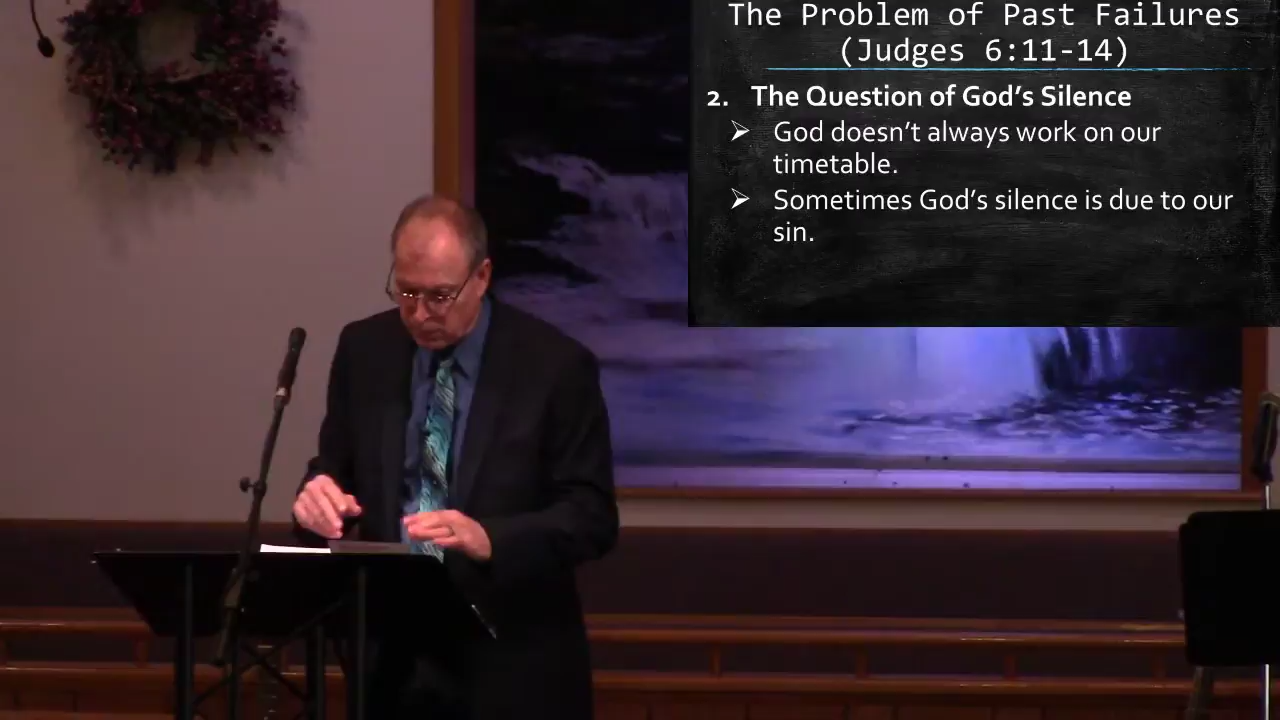 The Problem of Past Failures
(Judges 6:11-14)
2. The Question of God's Silence
➢ God doesn't always work on our
timetable.
➢ Sometimes God's silence is due to our
sin.